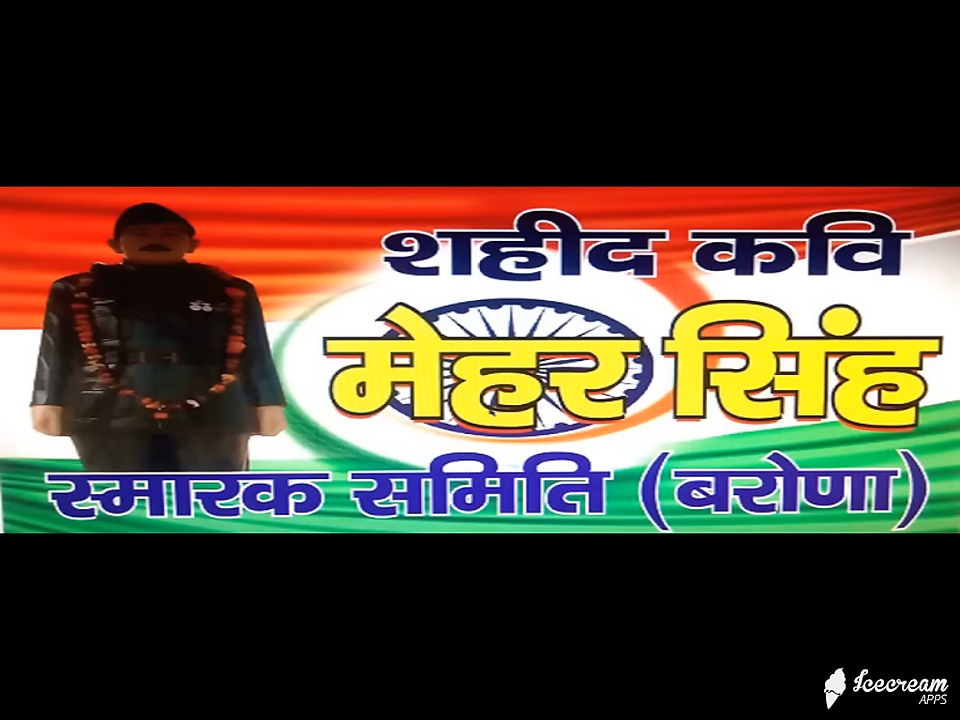 शहीद कवि
मेहर सिंह
स्मारक समिति (बरोणा)
Icecream
APPS